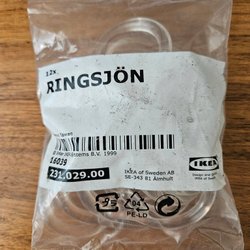 12x
RINGSJÖN
Taiwan
© Inter IKEA Systems B.V. 1999
16039
231.029.00
IKEA of Sweden AB
SE-343 81 Älmhult
IKEA
04
PE-LD